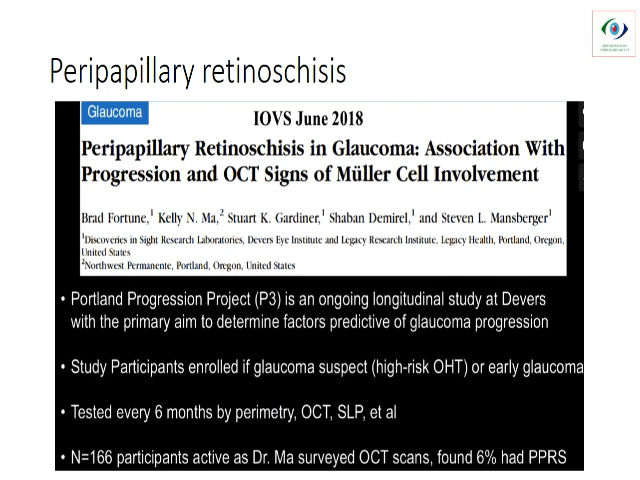 Peripapillary retinoschisis
Glaucoma
IOVS June 2018
Peripapillary Retinoschisis in Glaucoma: Association With
Progression and OCT Signs of Müller Cell Involvement
Brad Fortune,1 Kelly N. Ma,2 Stuart K. Gardiner,1 Shaban Demirel,1 and Steven L. Mansberger1
1Discoveries in Sight Research Laboratories, Devers Eye Institute and Legacy Research Institute, Legacy Health, Portland, Oregon,
United States
2Northwest Permanente, Portland, Oregon, United States
• Portland Progression Project (P3) is an ongoing longitudinal study at Devers
with the primary aim to determine factors predictive of glaucoma progression
• Study Participants enrolled if glaucoma suspect (high-risk OHT) or early glaucoma
• Tested every 6 months by perimetry, OCT, SLP, et al
• N=166 participants active as Dr. Ma surveyed OCT scans, found 6% had PPRS